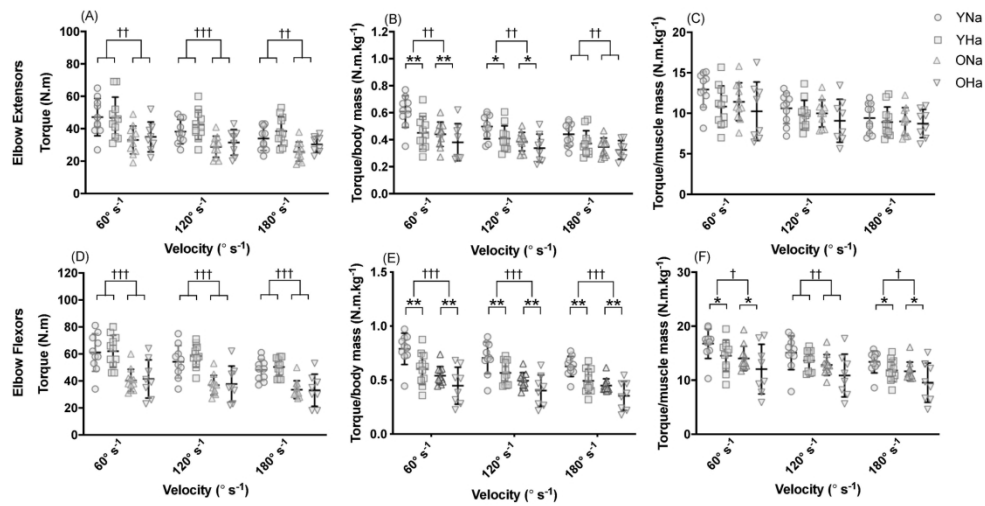 (A)
(B)
(C)
Elbow Extensors
Torque (N.m)
100
80
60
40
20
0
††
†††
††
60° s⁻¹
120° s⁻¹
180° s⁻¹
Velocity (° s⁻¹)
Torque/body mass (N.m.kg⁻¹)
1.2
1.0
0.8
0.6
0.4
0.2
0.0
††
††
††
** **
* *
60° s⁻¹
120° s⁻¹
180° s⁻¹
Velocity (° s⁻¹)
Torque/muscle mass (N.m.kg⁻¹)
20
15
10
5
0
60° s⁻¹
120° s⁻¹
180° s⁻¹
Velocity (° s⁻¹)
YNa
YHa
ONa
OHa
(D)
(E)
(F)
Elbow Flexors
Torque (N.m)
120
100
80
60
40
20
0
†††
†††
†††
60° s⁻¹
120° s⁻¹
180° s⁻¹
Velocity (° s⁻¹)
Torque/body mass (N.m.kg⁻¹)
1.5
1.0
0.5
0.0
†††
†††
†††
** **
** **
** **
60° s⁻¹
120° s⁻¹
180° s⁻¹
Velocity (° s⁻¹)
Torque/muscle mass (N.m.kg⁻¹)
30
20
10
0
†
††
†
* *
* *
60° s⁻¹
120° s⁻¹
180° s⁻¹
Velocity (° s⁻¹)